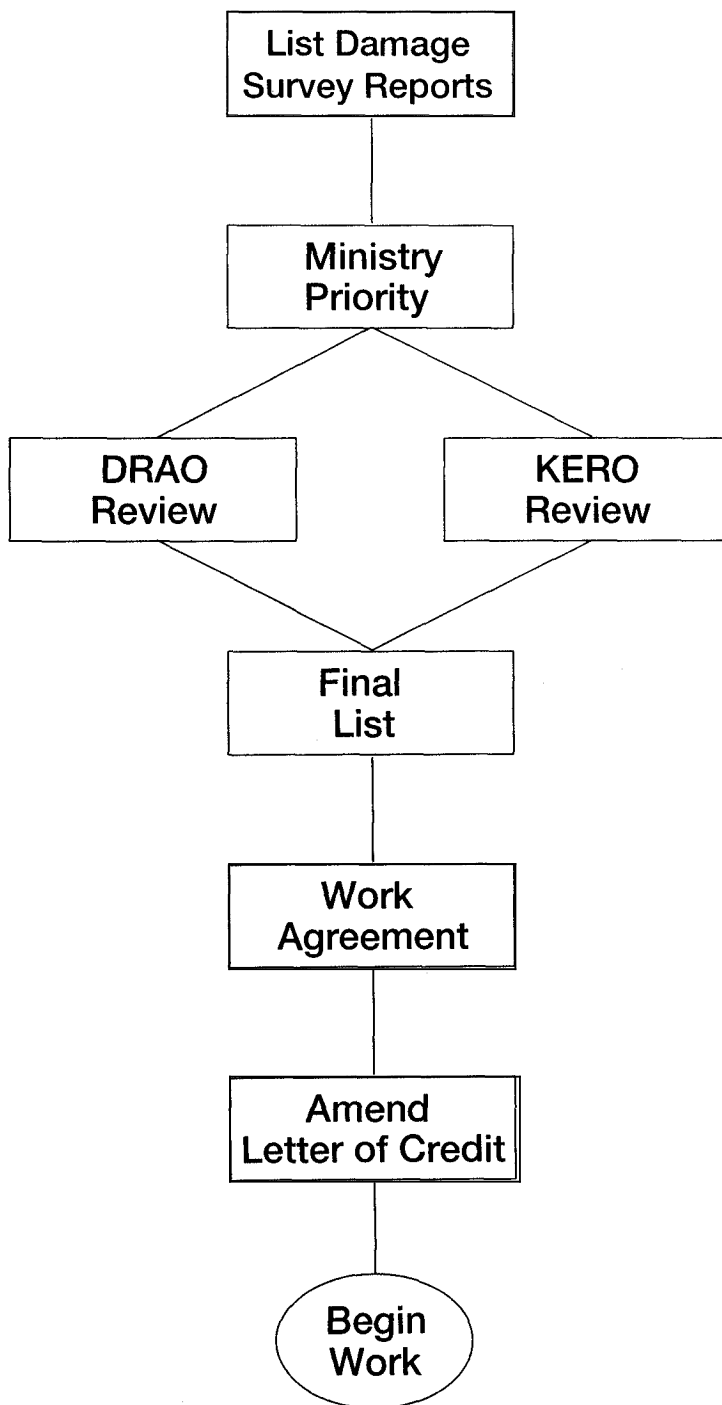 List Damage
Survey Reports
Ministry
Priority
DRAO
Review
KERO
Review
Final
List
Work
Agreement
Amend
Letter of Credit
Begin
Work